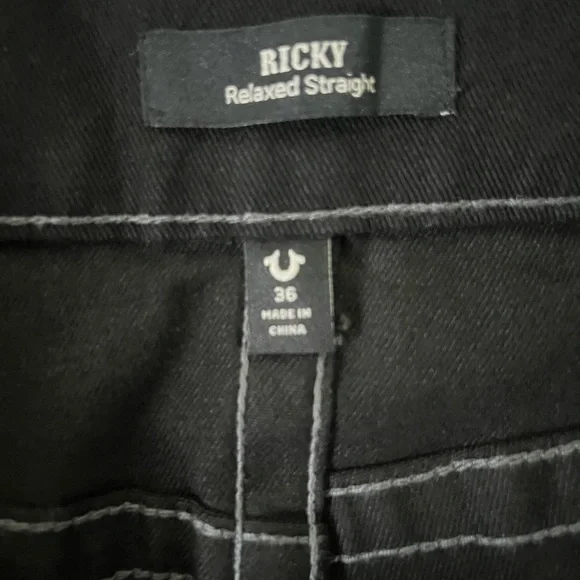 RICKY
Relaxed Straight
36
MADE IN
CHINA